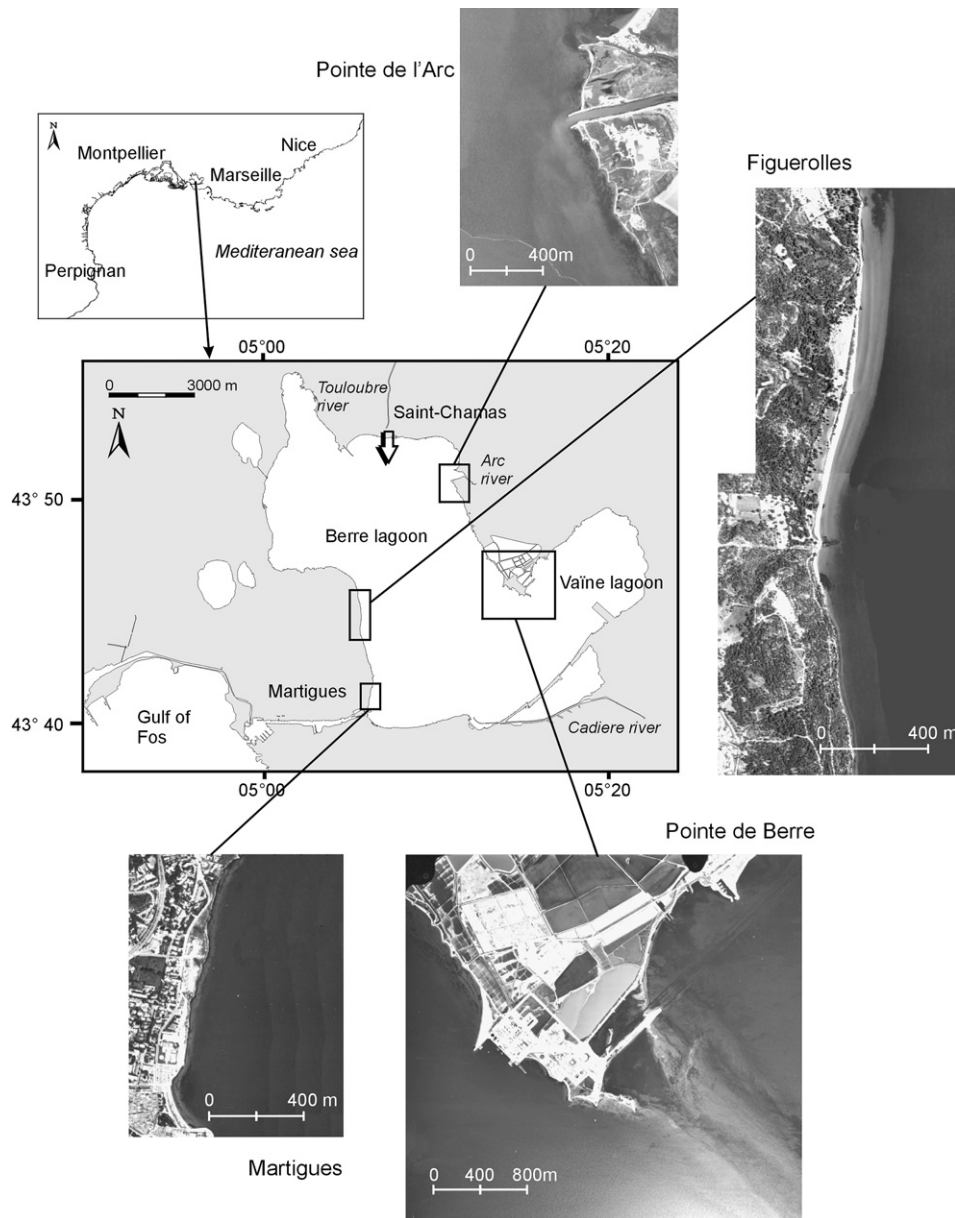 Pointe de l'Arc
N
Montpellier
Nice
Marseille
Mediteranean sea
Perpignan
0 400m
Figuerolles
05°00 05°20
0 3000 m
N
Touloubre
river
Saint-Chamas
Arc
river
43° 50
Berre lagoon
Vaïne lagoon
Martigues
Gulf of
Fos
43° 40
Cadiere river
05°00 05°20
0 400 m
Pointe de Berre
0 400 m
Martigues
0 400 800m